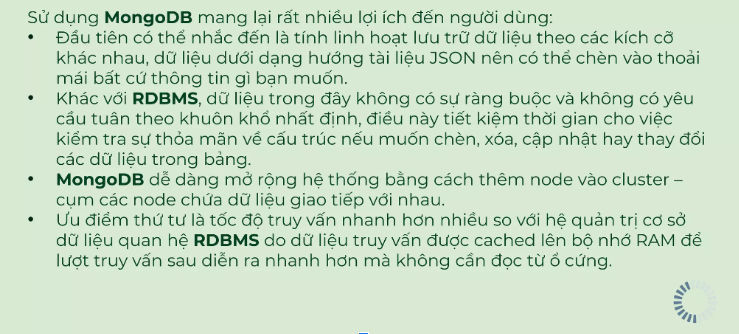 Sử dụng MongoDB mang lại rất nhiều lợi ích đến người dùng:
• Đầu tiên có thể nhắc đến là tính linh hoạt lưu trữ dữ liệu theo các kích cỡ
khác nhau, dữ liệu dưới dạng hướng tài liệu JSON nên có thể chèn vào thoải
mái bất cứ thông tin gì bạn muốn.
• Khác với RDBMS, dữ liệu trong đây không có sự ràng buộc và không có yêu
cầu tuân theo khuôn khổ nhất định, điều này tiết kiệm thời gian cho việc
kiểm tra sự thỏa mãn về cấu trúc nếu muốn chèn, xóa, cập nhật hay thay đổi
các dữ liệu trong bảng.
• MongoDB dễ dàng mở rộng hệ thống bằng cách thêm node vào cluster –
cụm các node chứa dữ liệu giao tiếp với nhau.
• Ưu điểm thứ tư là tốc độ truy vấn nhanh hơn nhiều so với hệ quản trị cơ sở
dữ liệu quan hệ RDBMS do dữ liệu truy vấn được cached lên bộ nhớ RAM để
lượt truy vấn sau diễn ra nhanh hơn mà không cần đọc từ ổ cứng.